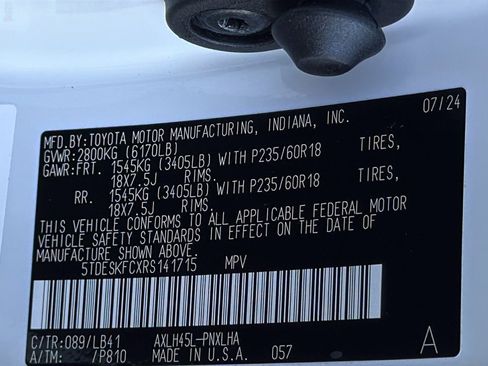 MFD.BY:TOYOTA MOTOR MANUFACTURING, INDIANA, INC. 07/24
GVWR:2800KG (6170LB)
GAWR:FRT. 1545KG (3405LB) WITH P235/60R18 TIRES,
18X7.5J RIMS.
RR. 1545KG (3405LB) WITH P235/60R18 TIRES,
18X7.5J RIMS.
THIS VEHICLE CONFORMS TO ALL APPLICABLE FEDERAL MOTOR
VEHICLE SAFETY STANDARDS IN EFFECT ON THE DATE OF
MANUFACTURE SHOWN ABOVE.
5TDESKFCXRS141715 MPV
C/TR:089/LB41 AXLH45L-PNXLHA
A/TM: /P810 MADE IN U.S.A. 057 A